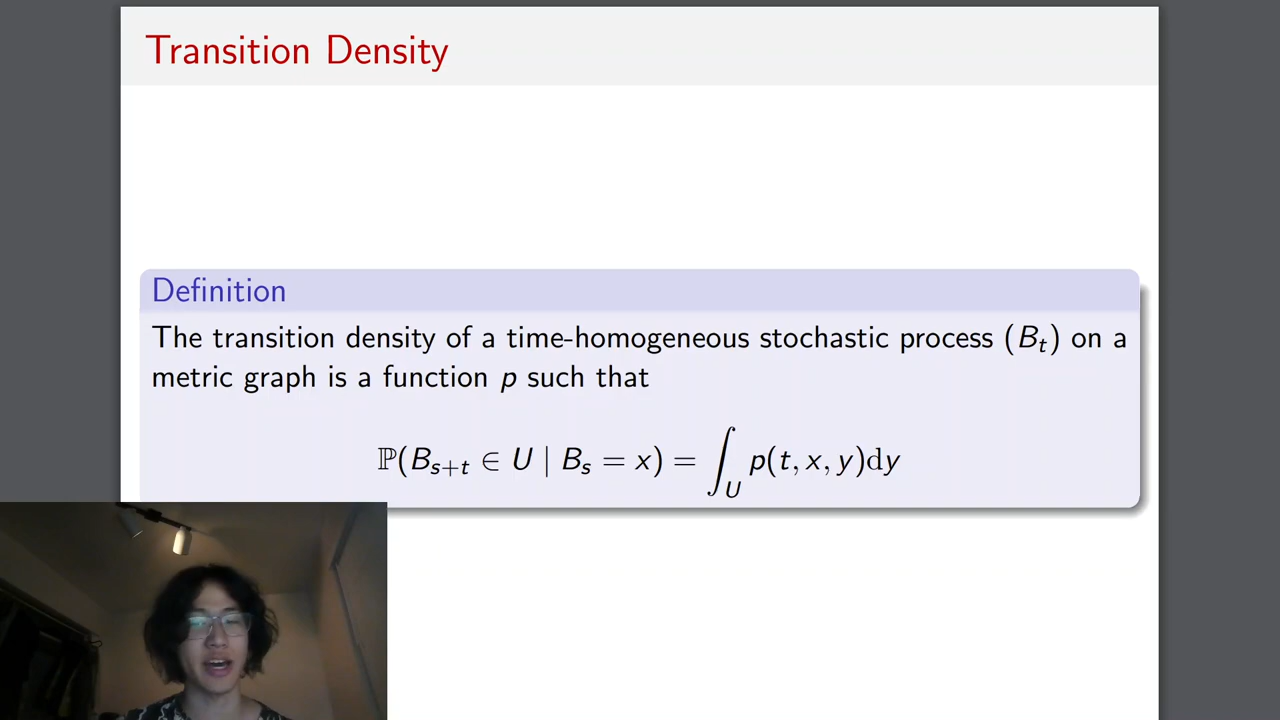 Transition Density
Definition
The transition density of a time-homogeneous stochastic process (B_t) on a
metric graph is a function p such that
ℙ(B_{s+t} ∈ U | B_s = x) = ∫_U p(t, x, y)dy